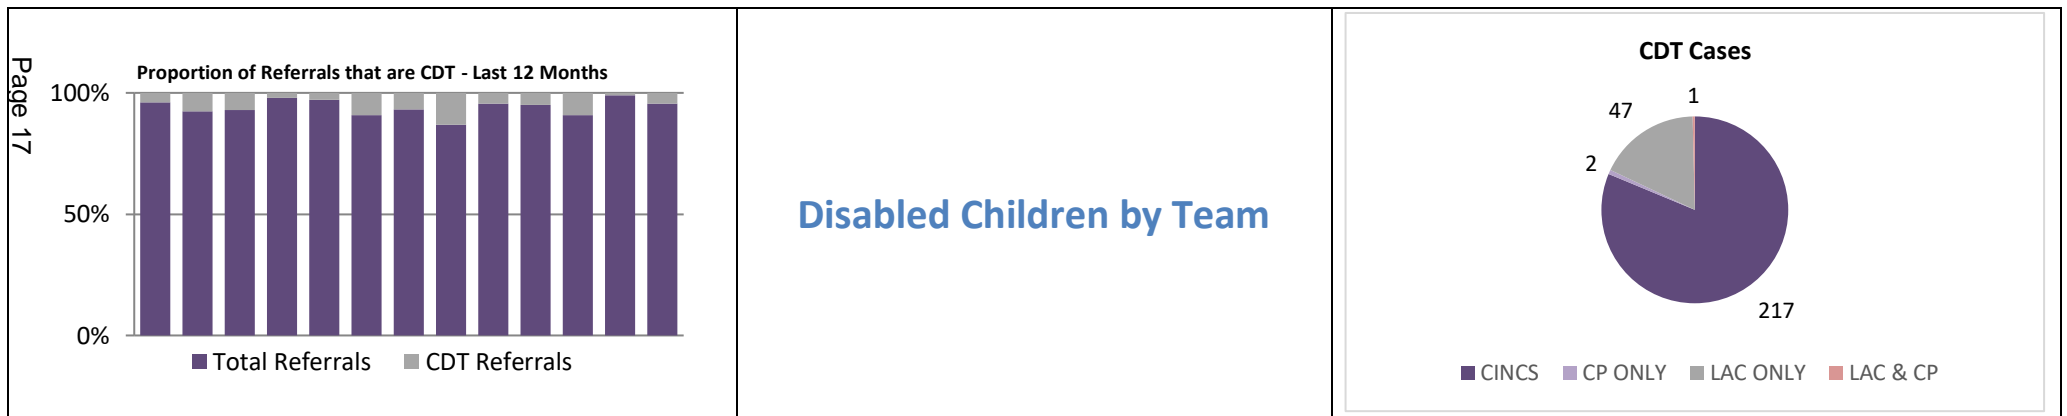 Page 17
Proportion of Referrals that are CDT - Last 12 Months
100%
50%
0%
Total Referrals CDT Referrals
Disabled Children by Team
CDT Cases
1
47
2
217
CINCS CP ONLY LAC ONLY LAC & CP